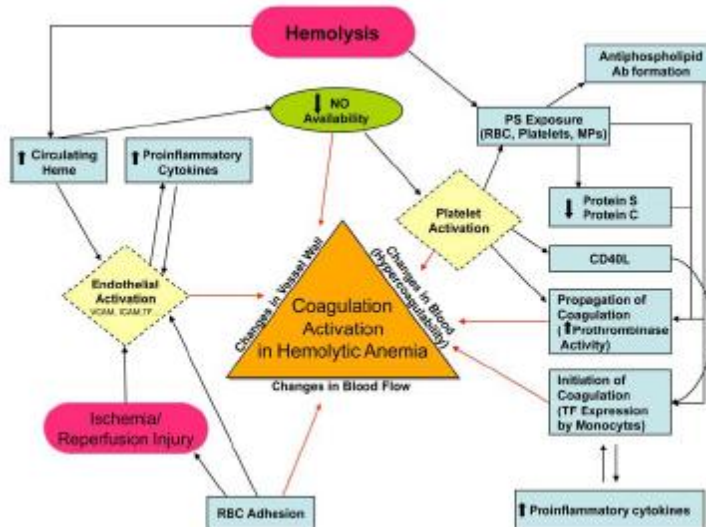 Hemolysis
Antiphospholipid
Ab formation
NO
Availability
PS Exposure
(RBC, Platelets, MPs)
Circulating
Heme
Proinflammatory
Cytokines
Protein S
Protein C
Platelet
Activation
CD40L
Endothelial
Activation
VCAM, ICAM,TF
Changes in Vessel Wall
Changes in Blood
(Hypercoagulability)
Coagulation
Activation
in Hemolytic Anemia
Changes in Blood Flow
Propagation of
Coagulation
(Prothrombinase
Activity)
Initiation of
Coagulation
(TF Expression
by Monocytes)
Ischemia/
Reperfusion Injury
RBC Adhesion
Proinflammatory cytokines